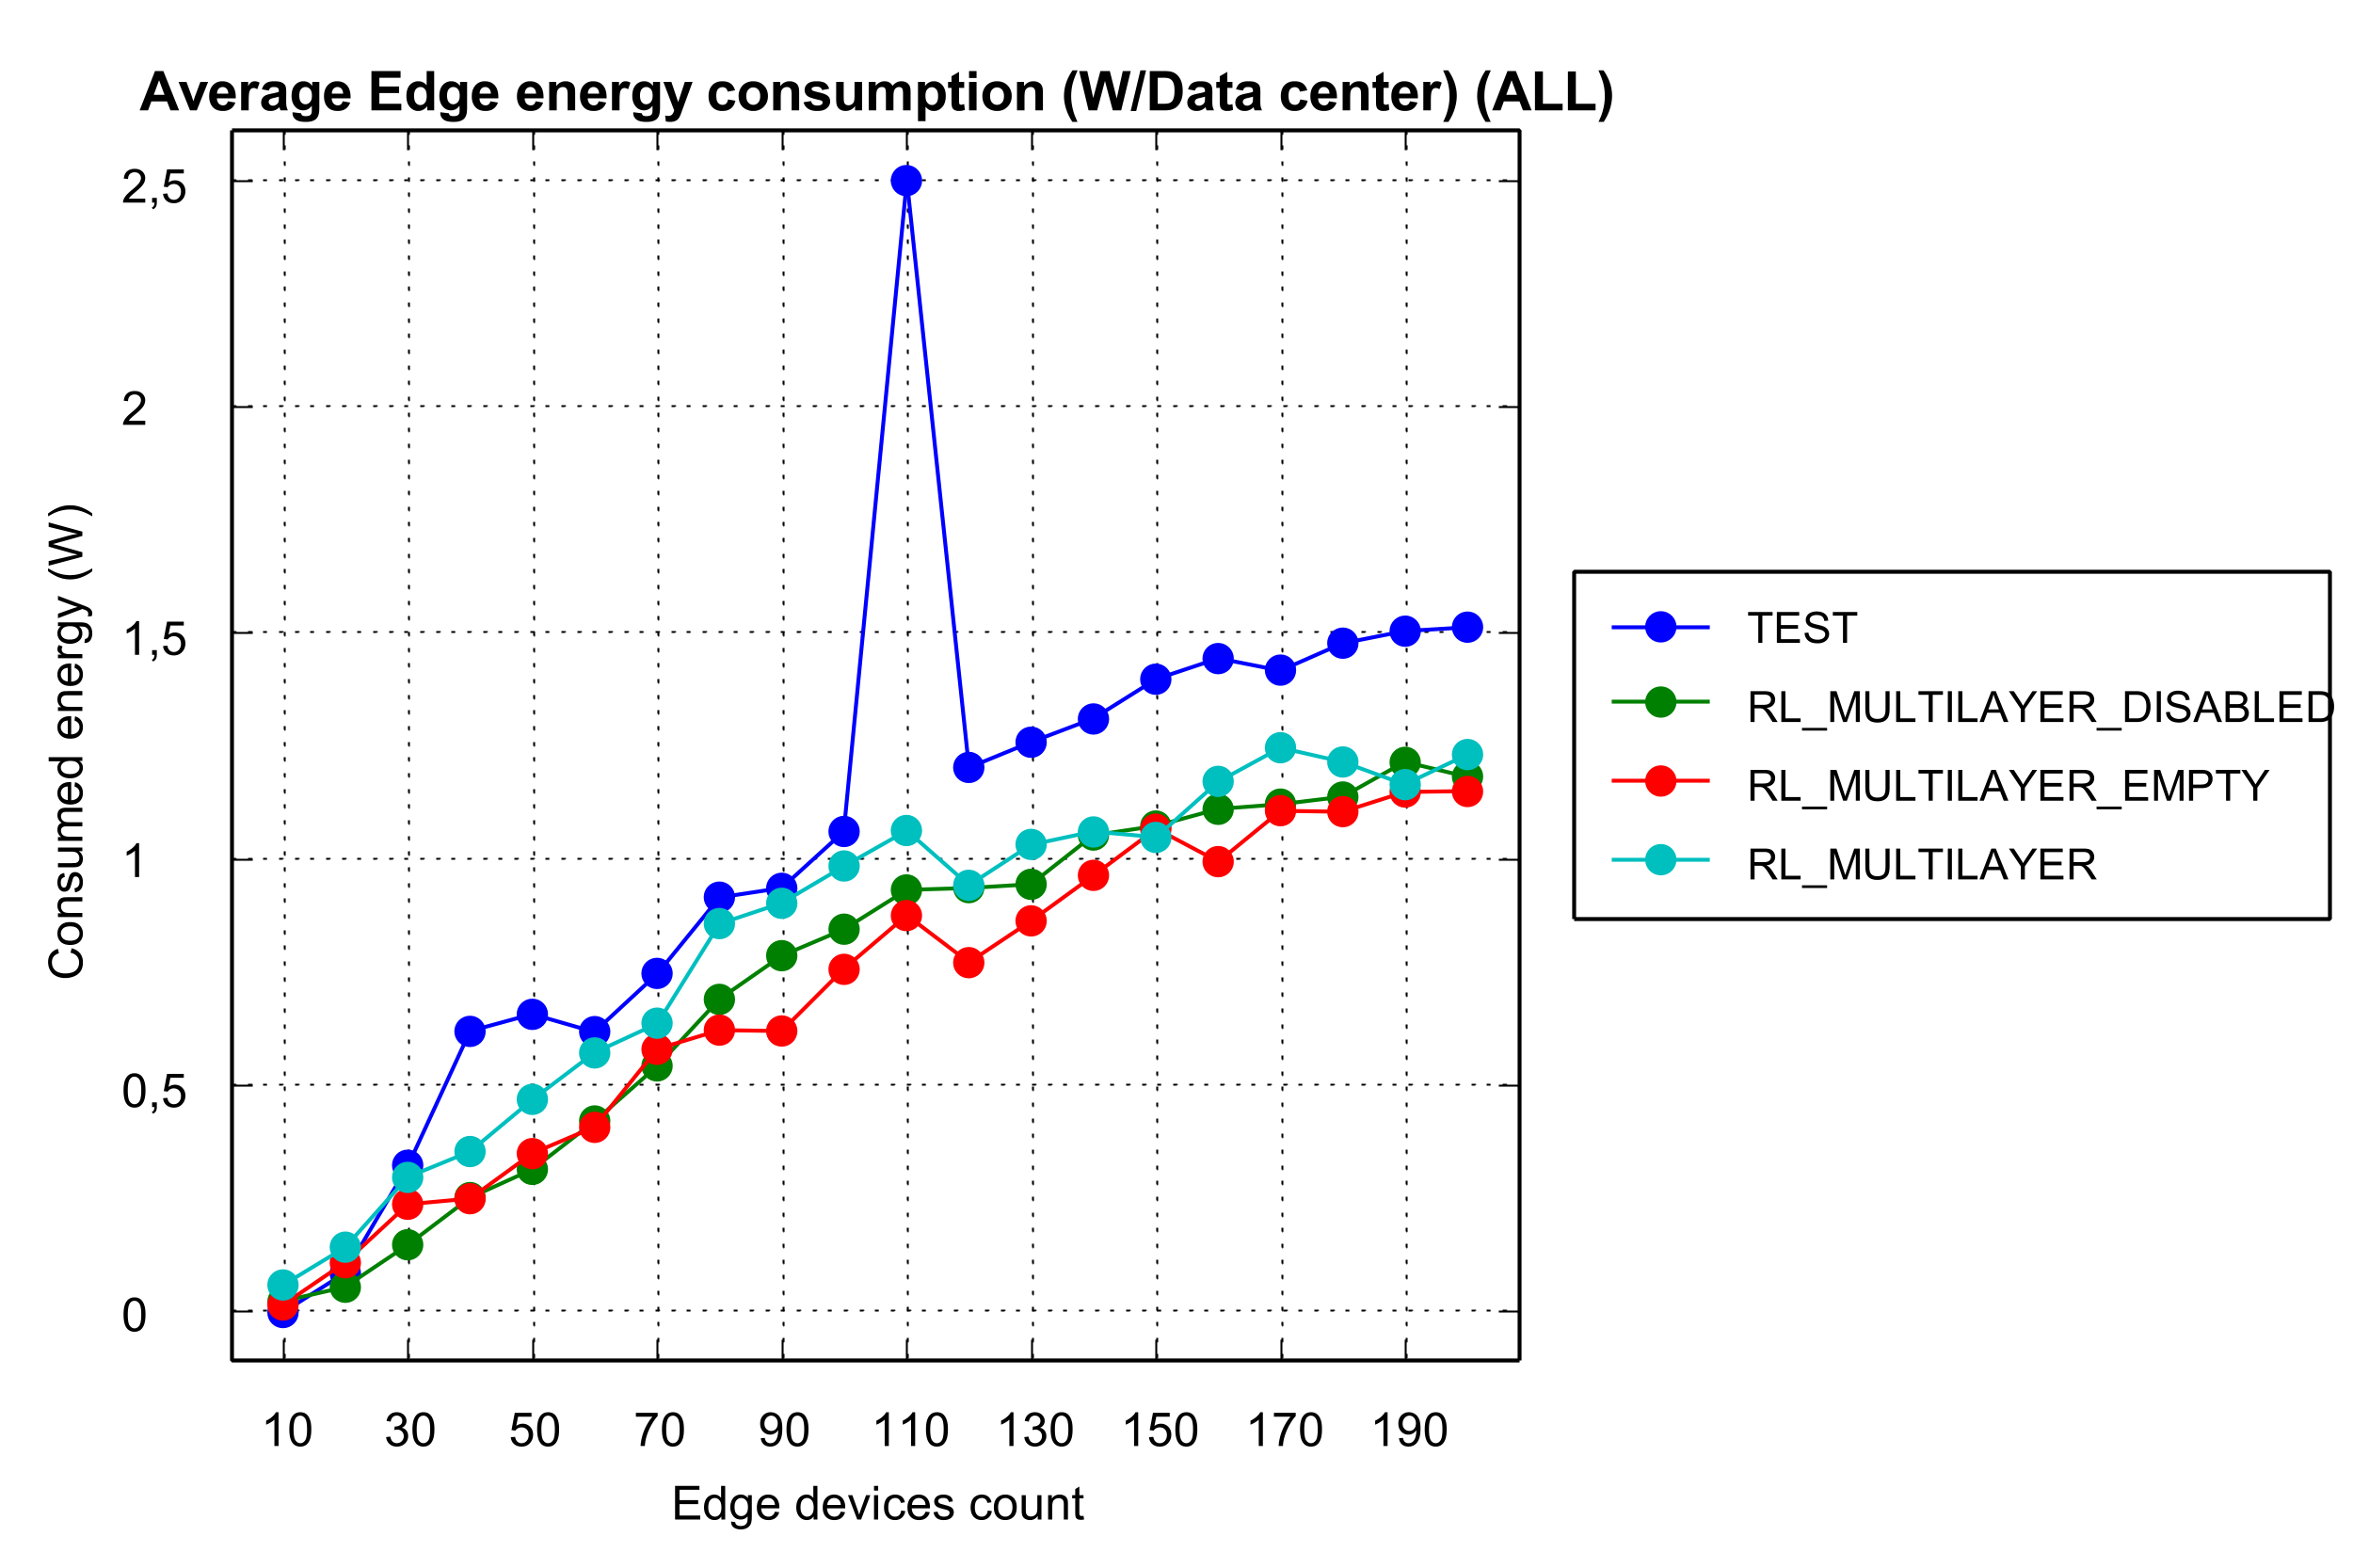 Average Edge energy consumption (W/Data center) (ALL)
2,5
2
1,5
1
0,5
0
Consumed energy (W)
10 30 50 70 90 110 130 150 170 190
Edge devices count
TEST
RL_MULTILAYER_DISABLED
RL_MULTILAYER_EMPTY
RL_MULTILAYER